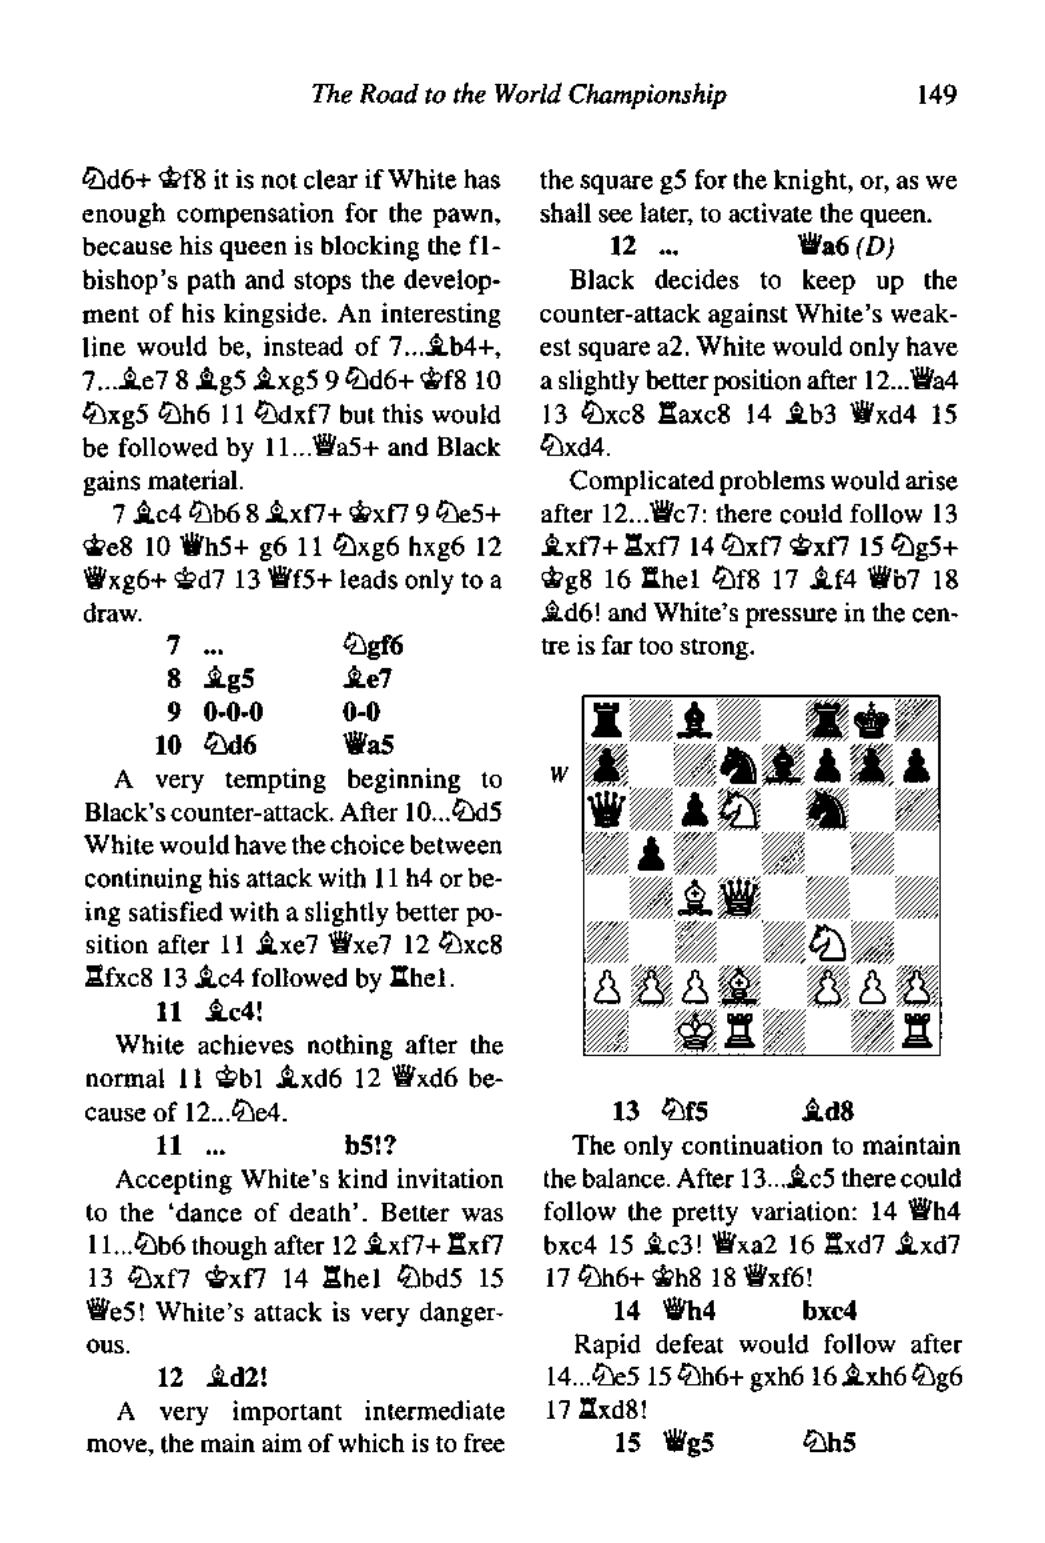 The Road to the World Championship 149
♘d6+ ♔f8 it is not clear if White has
enough compensation for the pawn,
because his queen is blocking the f1-
bishop's path and stops the develop-
ment of his kingside. An interesting
line would be, instead of 7...♗b4+,
7...♗e7 8 ♗g5 ♗xg5 9 ♘d6+ ♔f8 10
♘xg5 ♘h6 11 ♘dxf7 but this would
be followed by 11...♕a5+ and Black
gains material.
7 ♗c4 ♘b6 8 ♗xf7+ ♔xf7 9 ♘e5+
♔e8 10 ♕h5+ g6 11 ♘xg6 hxg6 12
♕xg6+ ♔d7 13 ♕f5+ leads only to a
draw.
7 ... ♘gf6
8 ♗g5 ♗e7
9 0-0-0 0-0
10 ♘d6 ♕a5
A very tempting beginning to
Black's counter-attack. After 10...♘d5
White would have the choice between
continuing his attack with 11 h4 or be-
ing satisfied with a slightly better po-
sition after 11 ♗xe7 ♕xe7 12 ♘xc8
♖fxc8 13 ♗c4 followed by ♖he1.
11 ♗c4!
White achieves nothing after the
normal 11 ♔b1 ♗xd6 12 ♕xd6 be-
cause of 12...♘e4.
11 ... b5!?
Accepting White's kind invitation
to the 'dance of death'. Better was
11...♘b6 though after 12 ♗xf7+ ♖xf7
13 ♘xf7 ♔xf7 14 ♖he1 ♘bd5 15
♕e5! White's attack is very danger-
ous.
12 ♗d2!
A very important intermediate
move, the main aim of which is to free
the square g5 for the knight, or, as we
shall see later, to activate the queen.
12 ... ♕a6 (D)
Black decides to keep up the
counter-attack against White's weak-
est square a2. White would only have
a slightly better position after 12...♕a4
13 ♘xc8 ♖axc8 14 ♗b3 ♕xd4 15
♘xd4.
Complicated problems would arise
after 12...♕c7: there could follow 13
♗xf7+ ♖xf7 14 ♘xf7 ♔xf7 15 ♘g5+
♔g8 16 ♖he1 ♘f8 17 ♗f4 ♕b7 18
♗d6! and White's pressure in the cen-
tre is far too strong.
W
13 ♘f5 ♗d8
The only continuation to maintain
the balance. After 13...♗c5 there could
follow the pretty variation: 14 ♕h4
bxc4 15 ♗c3! ♕xa2 16 ♖xd7 ♗xd7
17 ♘h6+ ♔h8 18 ♕xf6!
14 ♕h4 bxc4
Rapid defeat would follow after
14...♘e5 15 ♘h6+ gxh6 16 ♗xh6 ♘g6
17 ♖xd8!
15 ♕g5 ♘h5